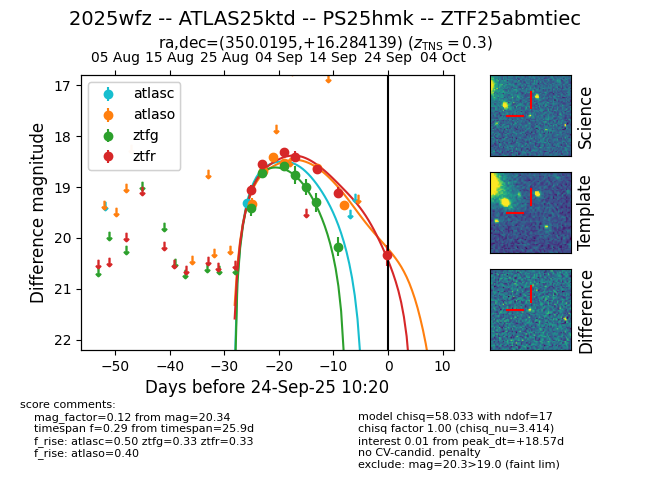 2025wfz -- ATLAS25ktd -- PS25hmk -- ZTF25abmtiec
ra,dec=(350.0195,+16.284139) (z_TNS = 0.3)
05 Aug 15 Aug 25 Aug 04 Sep 14 Sep 24 Sep 04 Oct
atlasc
atlaso
ztfg
ztfr
17
18
19
20
21
22
Difference magnitude
−50 −40 −30 −20 −10 0 10
Days before 24-Sep-25 10:20
Science
Template
Difference
score comments:
mag_factor=0.12 from mag=20.34
timespan f=0.29 from timespan=25.9d
f_rise: atlasc=0.50 ztfg=0.33 ztfr=0.33
f_rise: atlaso=0.40
model chisq=58.033 with ndof=17
chisq factor 1.00 (chisq_nu=3.414)
interest 0.01 from peak_dt=+18.57d
no CV-candid. penalty
exclude: mag=20.3>19.0 (faint lim)